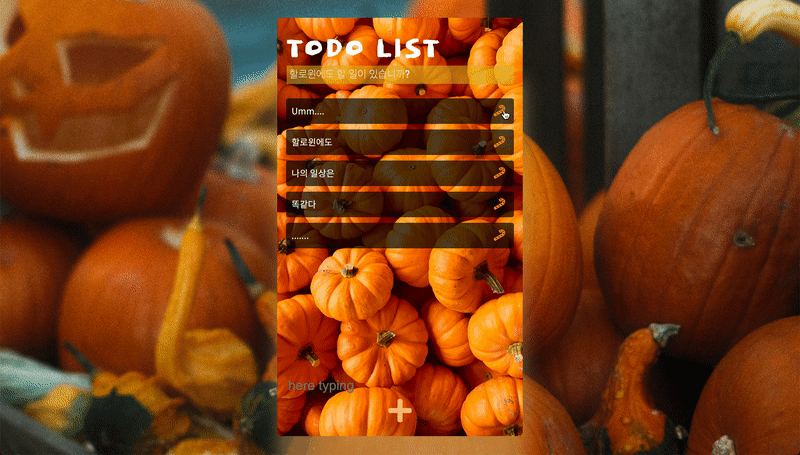 TODO LIST
할로윈에도 할 일이 있습니까?
Umm....
할로윈에도
나의 일상은
똑같다
.......
here typing